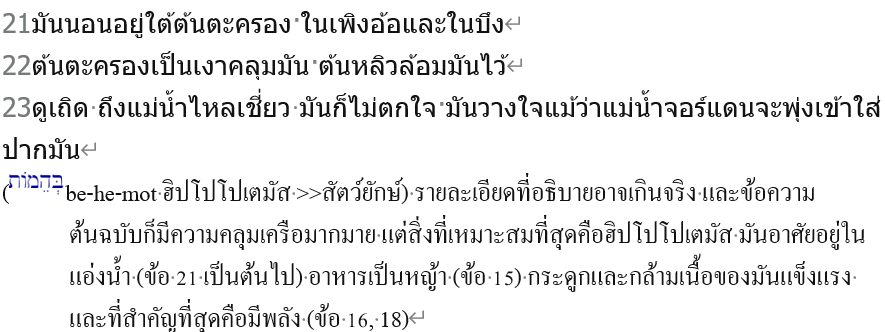 21มันนอนอยู่ใต้ต้นตะครอง ในเพิงอ้อและในบึง
22ต้นตะครองเป็นเงาคลุมมัน ต้นหลิวล้อมมันไว้
23ดูเถิด ถึงแม่น้ำไหลเชี่ยว มันก็ไม่ตกใจ มันวางใจแม้ว่าแม่น้ำจอร์แดนจะพุ่งเข้าใส่
ปากมัน
(בְּהֵמוֹת be-he-mot ฮิปโปโปเตมัส >>สัตว์ยักษ์) รายละเอียดที่อธิบายอาจเกินจริง และข้อความ
ต้นฉบับก็มีความคลุมเครือมากมาย แต่สิ่งที่เหมาะสมที่สุดคือฮิปโปโปเตมัส มันอาศัยอยู่ใน
แอ่งน้ำ (ข้อ 21 เป็นต้นไป) อาหารเป็นหญ้า (ข้อ 15) กระดูกและกล้ามเนื้อของมันแข็งแรง
และที่สำคัญที่สุดคือมีพลัง (ข้อ 16, 18)